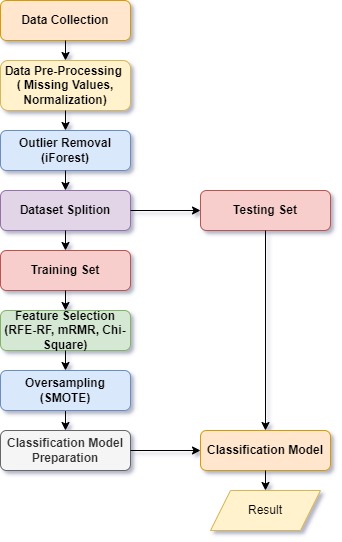 Data Collection
Data Pre-Processing
( Missing Values,
Normalization)
Outlier Removal
(iForest)
Dataset Splition
Testing Set
Training Set
Feature Selection
(RFE-RF, mRMR, Chi-
Square)
Oversampling
(SMOTE)
Classification Model
Preparation
Classification Model
Result